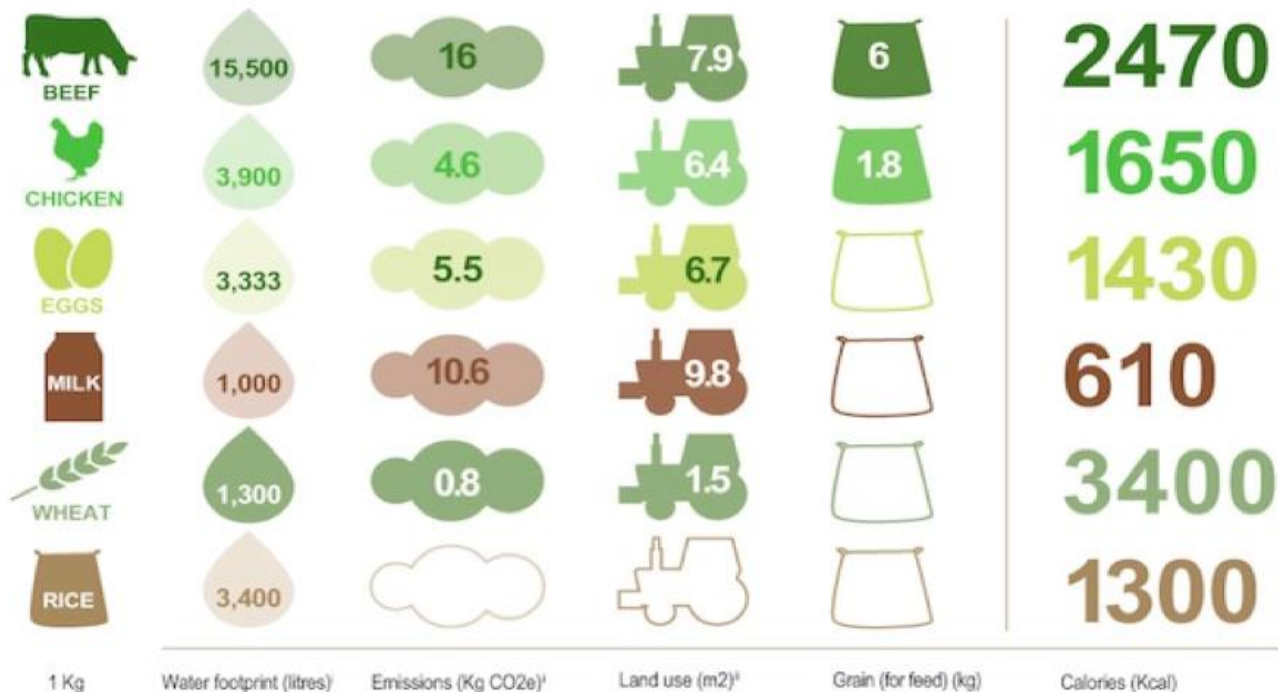 15,500 16 7.9 6 2470
BEEF
3,900 4.6 6.4 1.8 1650
CHICKEN
3,333 5.5 6.7 1430
EGGS
MILK 1,000 10.6 9.8 610
1,300 0.8 1.5 3400
WHEAT
RICE 3,400 1300
1 Kg Water footprint (litres)ⁱ Emissions (Kg CO2e)ⁱⁱ Land use (m2)ⁱⁱ Grain (for feed) (kg) Calories (Kcal)